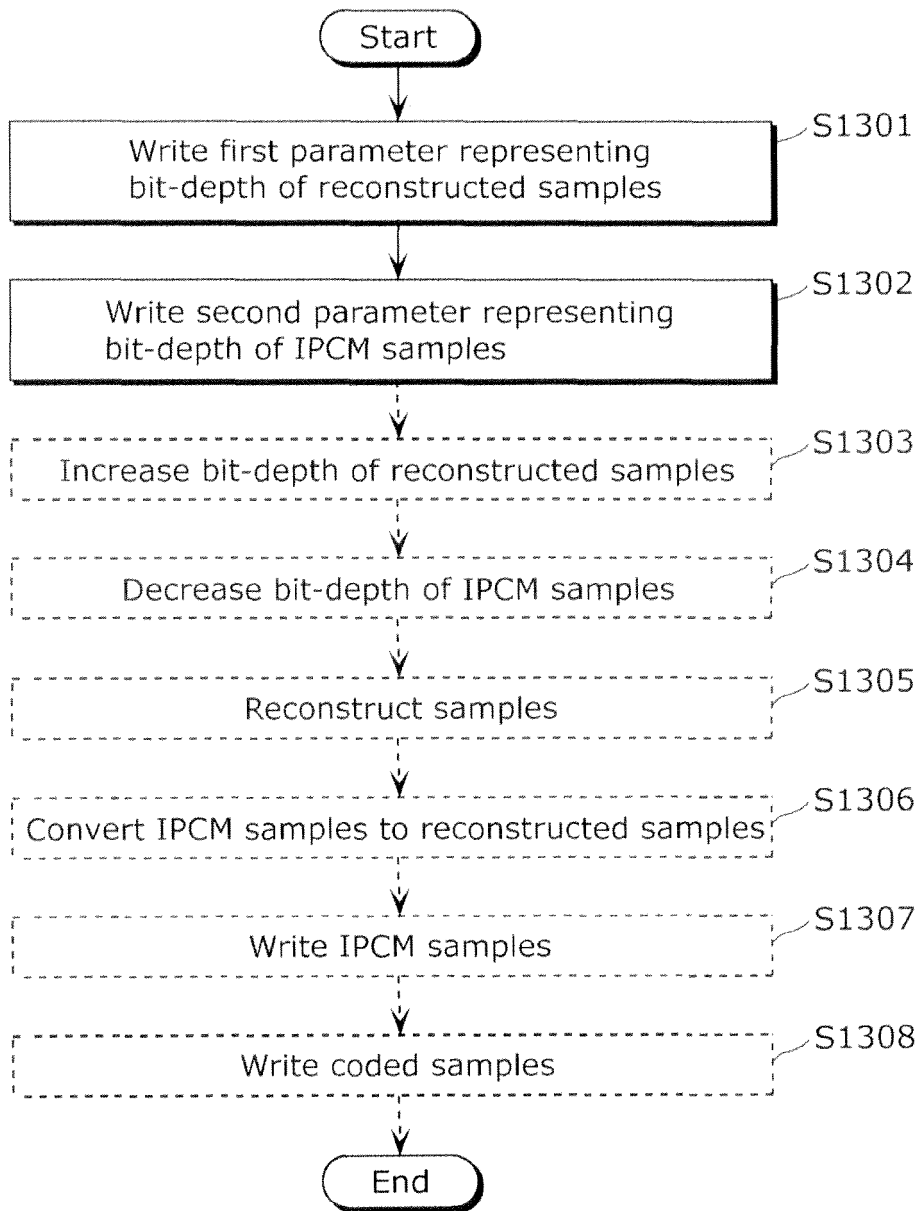 Start
S1301
Write first parameter representing
bit-depth of reconstructed samples
S1302
Write second parameter representing
bit-depth of IPCM samples
S1303
Increase bit-depth of reconstructed samples
S1304
Decrease bit-depth of IPCM samples
S1305
Reconstruct samples
S1306
Convert IPCM samples to reconstructed samples
S1307
Write IPCM samples
S1308
Write coded samples
End